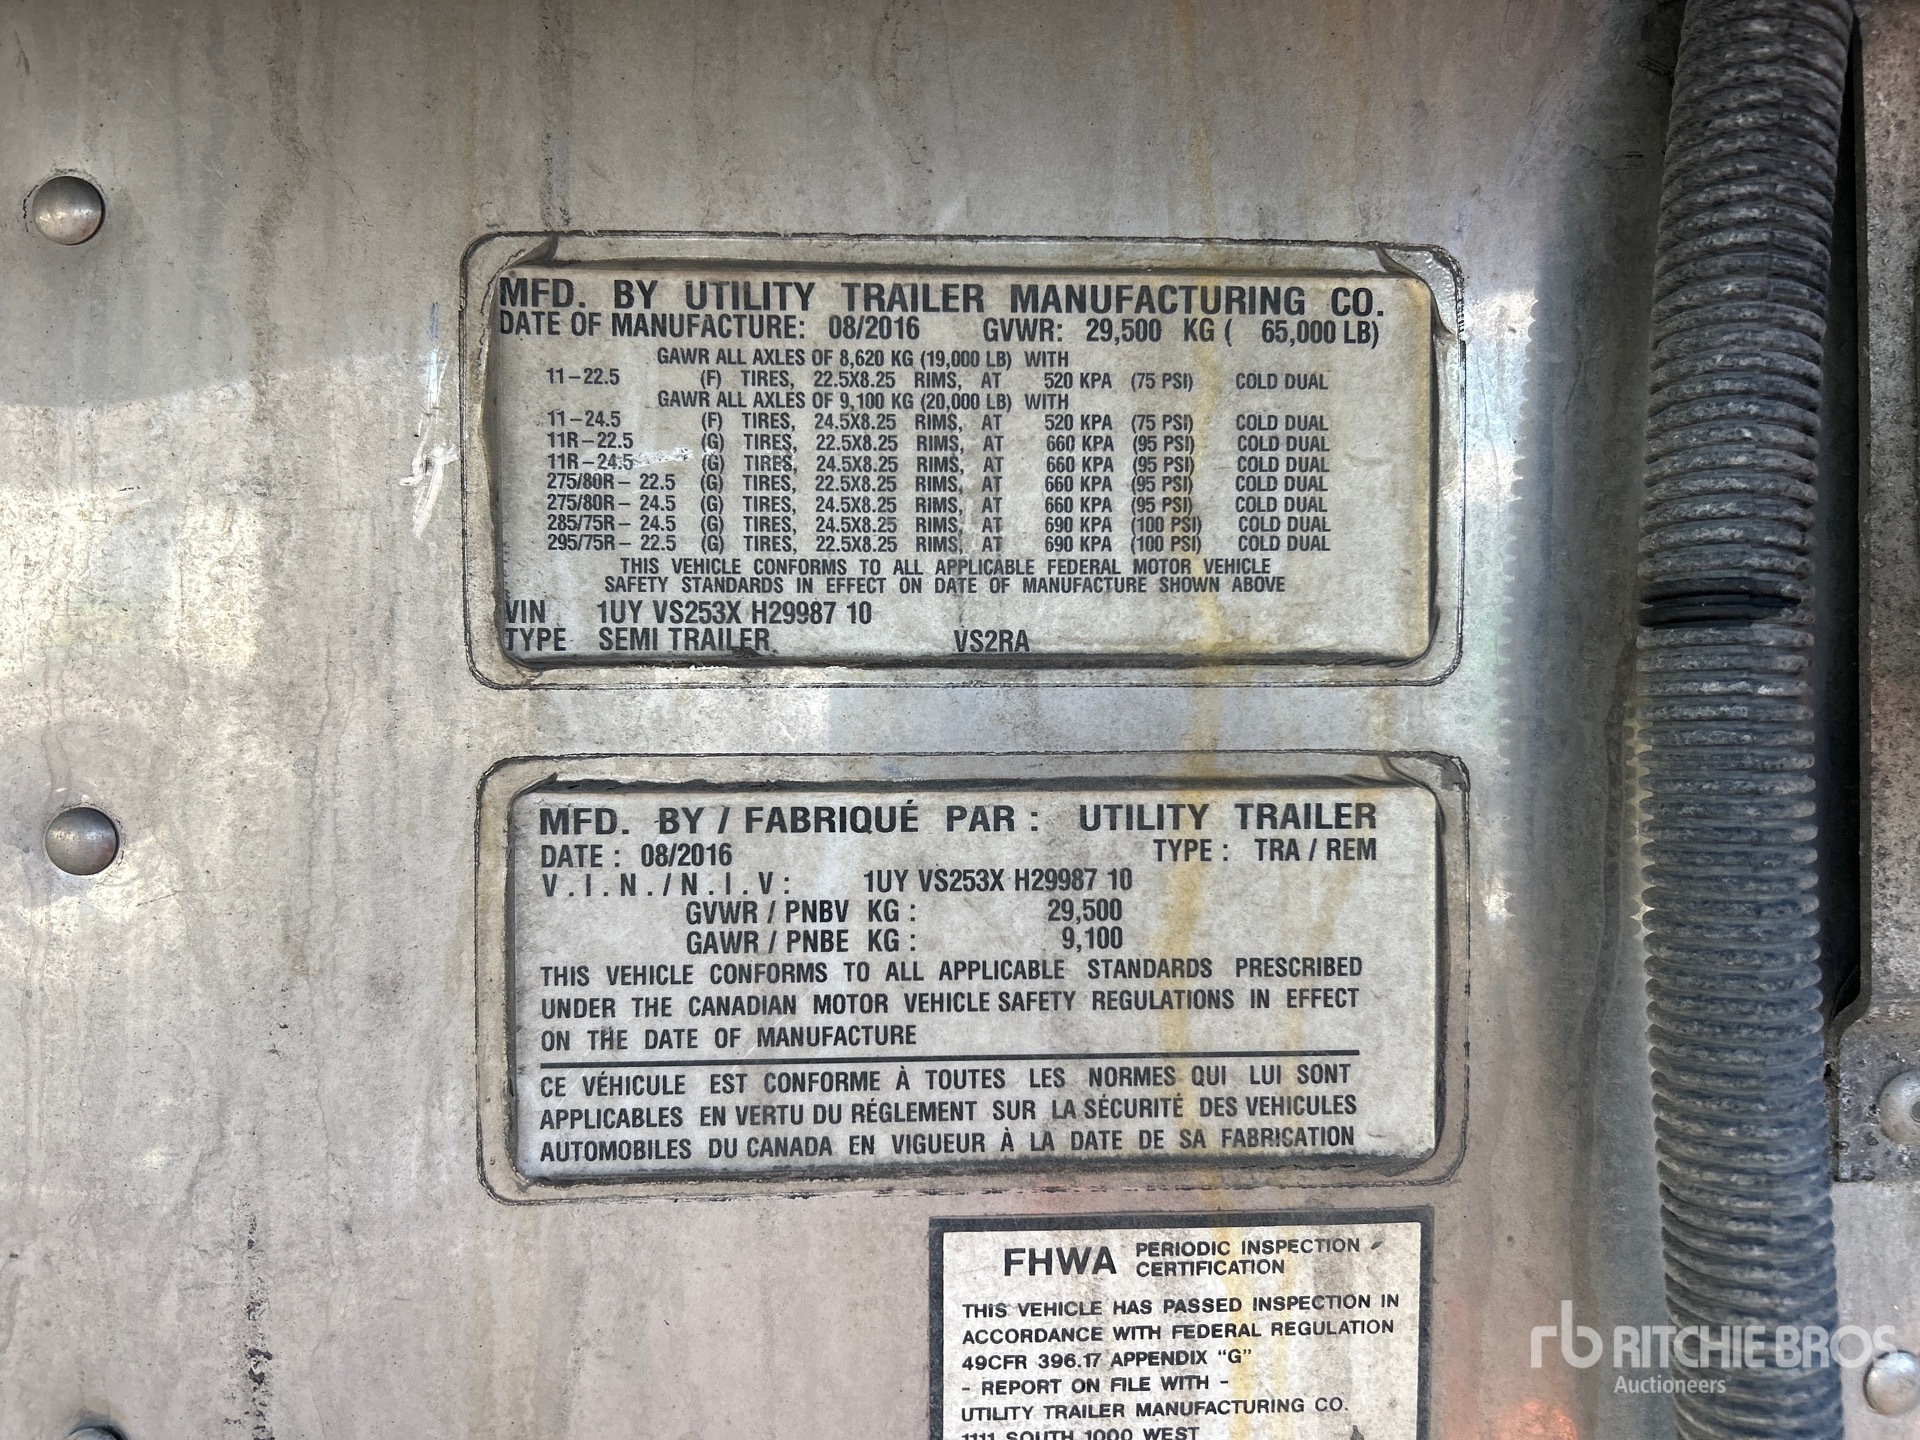 MFD. BY UTILITY TRAILER MANUFACTURING CO.
DATE OF MANUFACTURE: 08/2016 GVWR: 29,500 KG ( 65,000 LB)
GAWR ALL AXLES OF 8,620 KG (19,000 LB) WITH
11-22.5 (F) TIRES, 22.5X8.25 RIMS, AT 520 KPA (75 PSI) COLD DUAL
GAWR ALL AXLES OF 9,100 KG (20,000 LB) WITH
11-24.5 (F) TIRES, 24.5X8.25 RIMS, AT 520 KPA (75 PSI) COLD DUAL
11R-22.5 (G) TIRES, 22.5X8.25 RIMS, AT 660 KPA (95 PSI) COLD DUAL
11R-24.5 (G) TIRES, 24.5X8.25 RIMS, AT 660 KPA (95 PSI) COLD DUAL
275/80R- 22.5 (G) TIRES, 22.5X8.25 RIMS, AT 660 KPA (95 PSI) COLD DUAL
275/80R- 24.5 (G) TIRES, 24.5X8.25 RIMS, AT 660 KPA (95 PSI) COLD DUAL
285/75R- 24.5 (G) TIRES, 24.5X8.25 RIMS, AT 690 KPA (100 PSI) COLD DUAL
295/75R- 22.5 (G) TIRES, 22.5X8.25 RIMS, AT 690 KPA (100 PSI) COLD DUAL
THIS VEHICLE CONFORMS TO ALL APPLICABLE FEDERAL MOTOR VEHICLE
SAFETY STANDARDS IN EFFECT ON DATE OF MANUFACTURE SHOWN ABOVE
VIN 1UY VS253X H29987 10
TYPE SEMI TRAILER VS2RA
MFD. BY / FABRIQUÉ PAR : UTILITY TRAILER
DATE : 08/2016 TYPE : TRA / REM
V.I.N./N.I.V: 1UY VS253X H29987 10
GVWR / PNBV KG : 29,500
GAWR / PNBE KG : 9,100
THIS VEHICLE CONFORMS TO ALL APPLICABLE STANDARDS PRESCRIBED
UNDER THE CANADIAN MOTOR VEHICLE SAFETY REGULATIONS IN EFFECT
ON THE DATE OF MANUFACTURE
CE VÉHICULE EST CONFORME À TOUTES LES NORMES QUI LUI SONT
APPLICABLES EN VERTU DU RÉGLEMENT SUR LA SÉCURITÉ DES VEHICULES
AUTOMOBILES DU CANADA EN VIGUEUR À LA DATE DE SA FABRICATION
FHWA PERIODIC INSPECTION
CERTIFICATION
THIS VEHICLE HAS PASSED INSPECTION IN
ACCORDANCE WITH FEDERAL REGULATION
49CFR 396.17 APPENDIX "G"
- REPORT ON FILE WITH -
UTILITY TRAILER MANUFACTURING CO.
1111 SOUTH 1000 WEST
rb RITCHIE BROS
Auctioneers